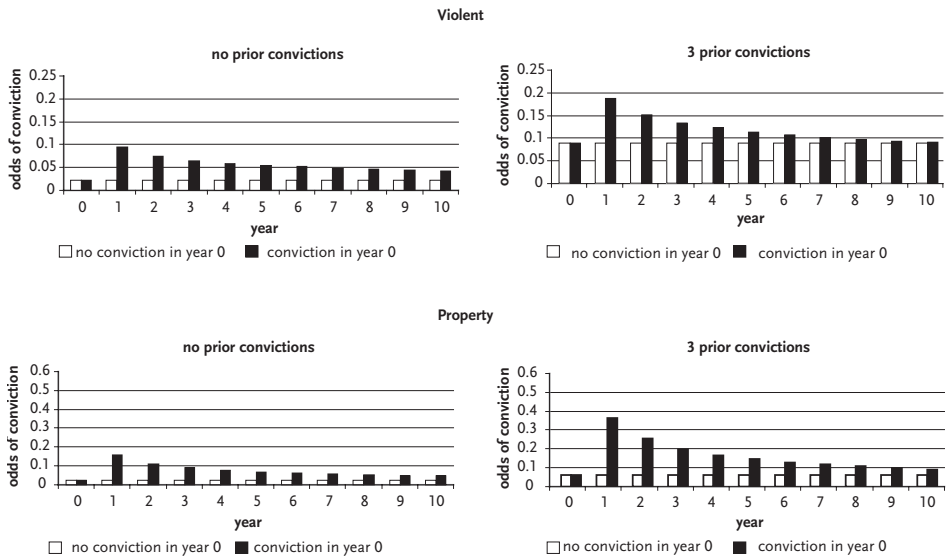 Violent
no prior convictions
odds of conviction
0.25
0.2
0.15
0.1
0.05
0
0 1 2 3 4 5 6 7 8 9 10
year
no conviction in year 0 conviction in year 0
3 prior convictions
odds of conviction
0.25
0.2
0.15
0.1
0.05
0
0 1 2 3 4 5 6 7 8 9 10
year
no conviction in year 0 conviction in year 0
Property
no prior convictions
odds of conviction
0.6
0.5
0.4
0.3
0.2
0.1
0
0 1 2 3 4 5 6 7 8 9 10
year
no conviction in year 0 conviction in year 0
3 prior convictions
odds of conviction
0.6
0.5
0.4
0.3
0.2
0.1
0
0 1 2 3 4 5 6 7 8 9 10
year
no conviction in year 0 conviction in year 0